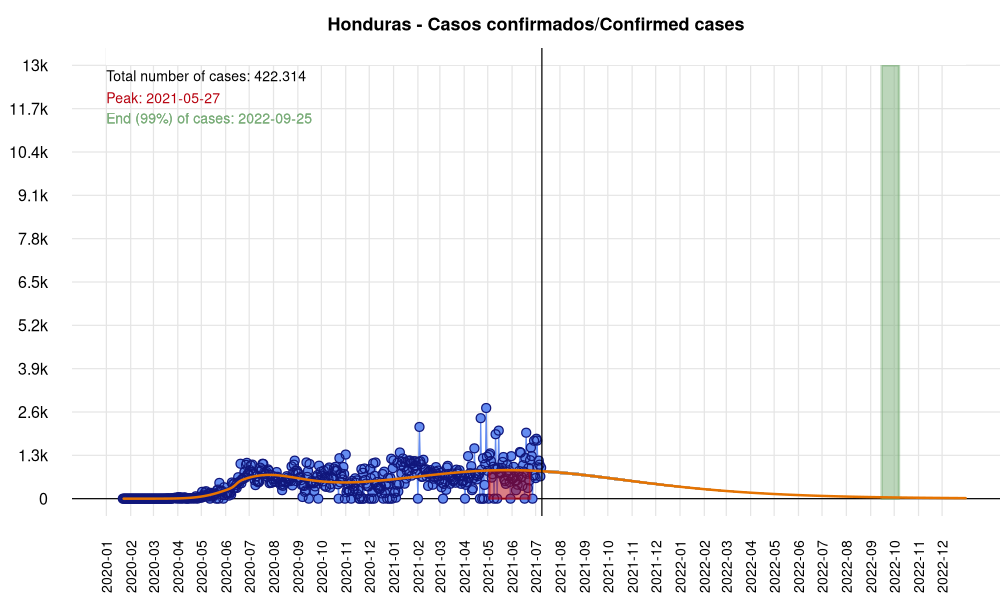 Honduras - Casos confirmados/Confirmed cases
13k
Total number of cases: 422.314
Peak: 2021-05-27
11.7k
End (99%) of cases: 2022-09-25
10.4k
9.1k
7.8k
6.5k
5.2k
3.9k
2.6k
1.3k
0
2020-01
2020-02
2020-03
2020-04
2020-05
2020-06
2020-07
2020-08
2020-09
2020-10
2020-11
2020-12
2021-01
2021-02
2021-03
2021-04
2021-05
2021-06
2021-07
2021-08
2021-09
2021-10
2021-11
2021-12
2022-01
2022-02
2022-03
2022-04
2022-05
2022-06
2022-07
2022-08
2022-09
2022-10
2022-11
2022-12